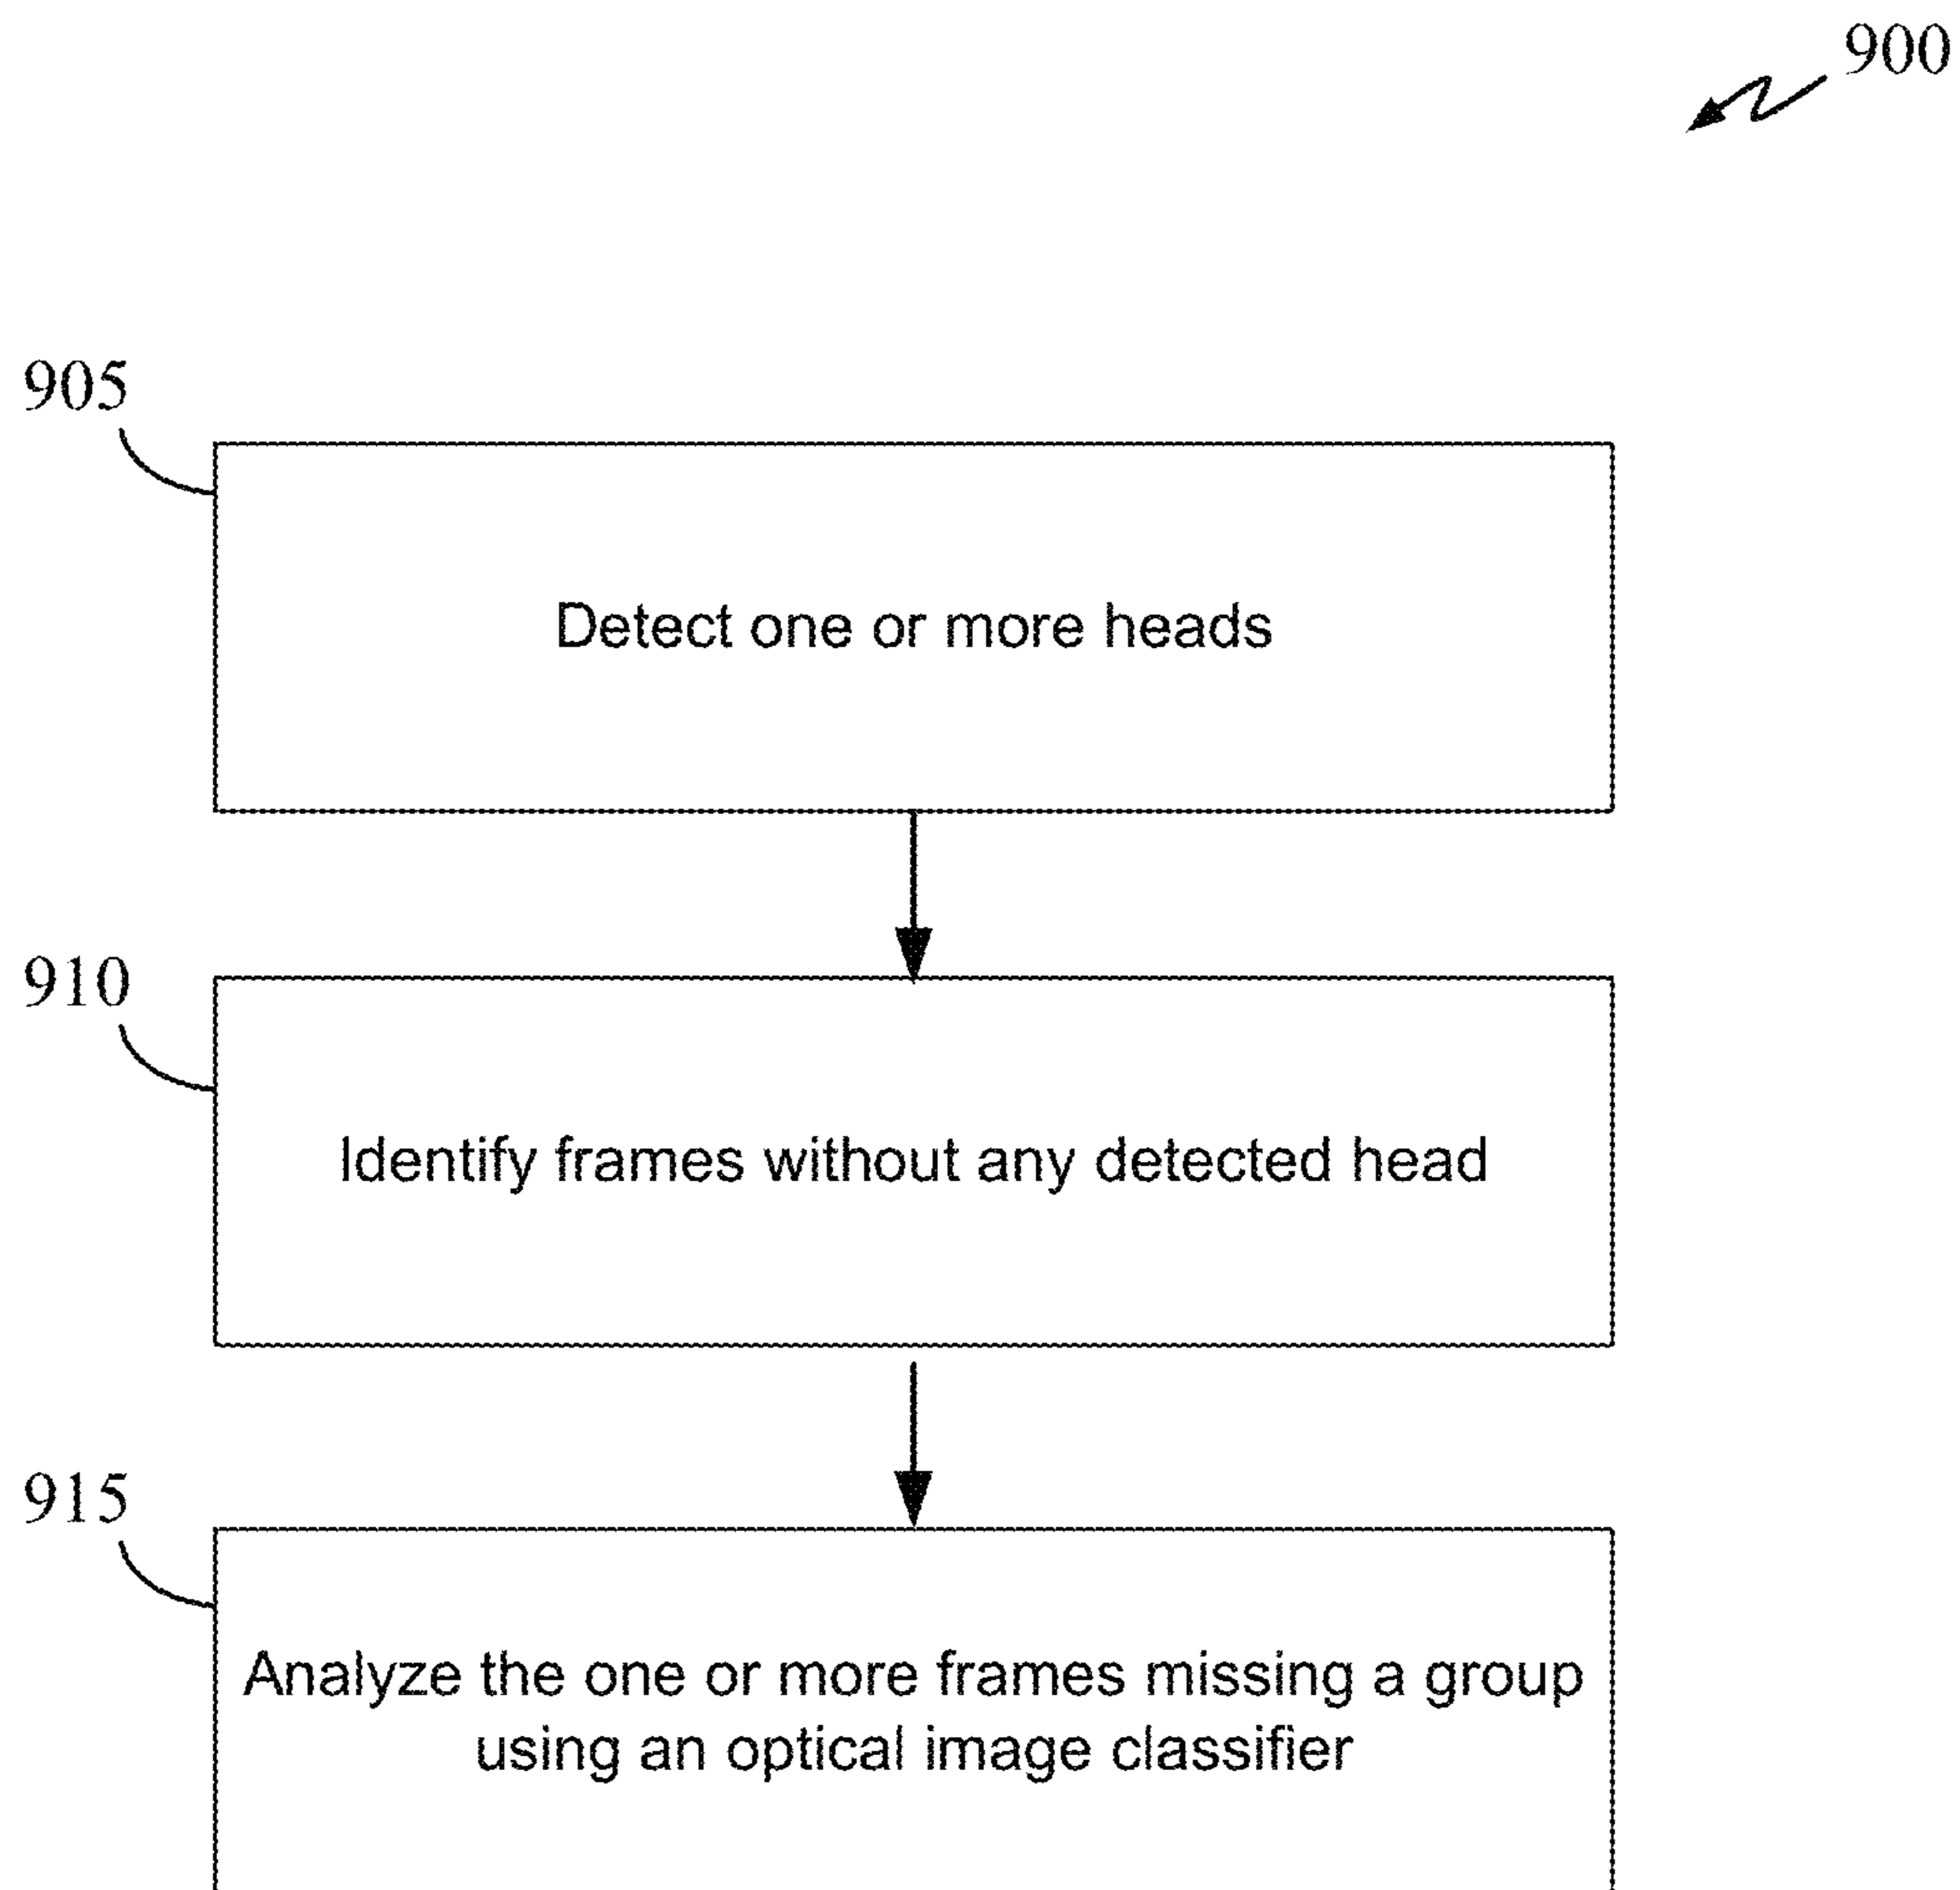 900
905
Detect one or more heads
910
Identify frames without any detected head
915
Analyze the one or more frames missing a group
using an optical image classifier